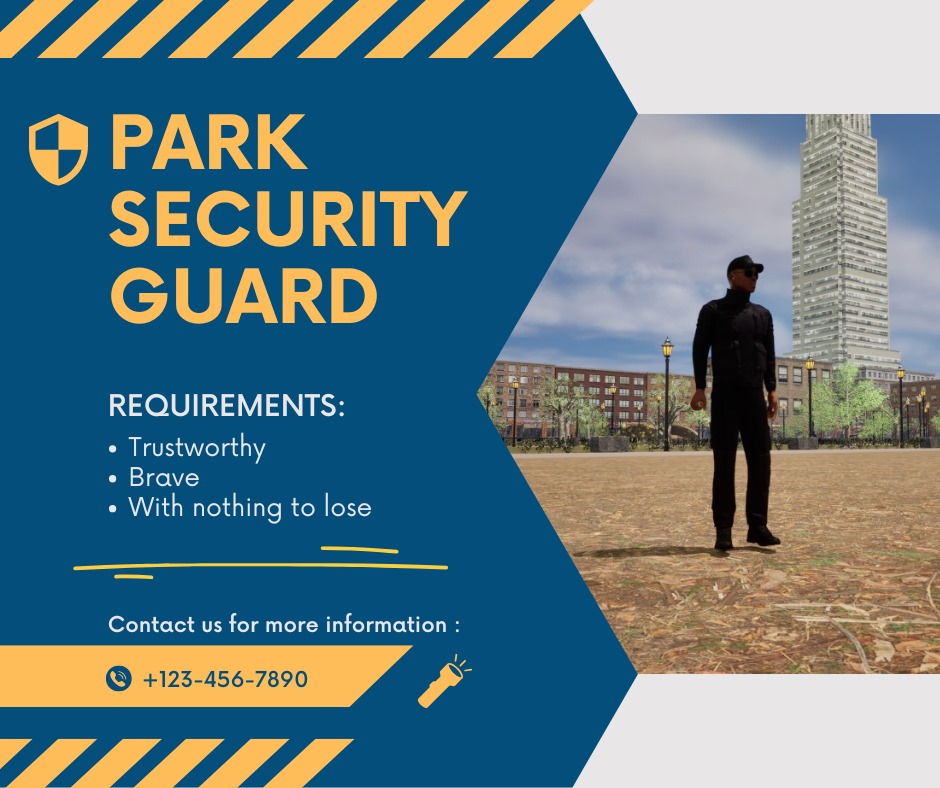 PARK
SECURITY
GUARD
REQUIREMENTS:
Trustworthy
Brave
With nothing to lose
Contact us for more information :
+123-456-7890